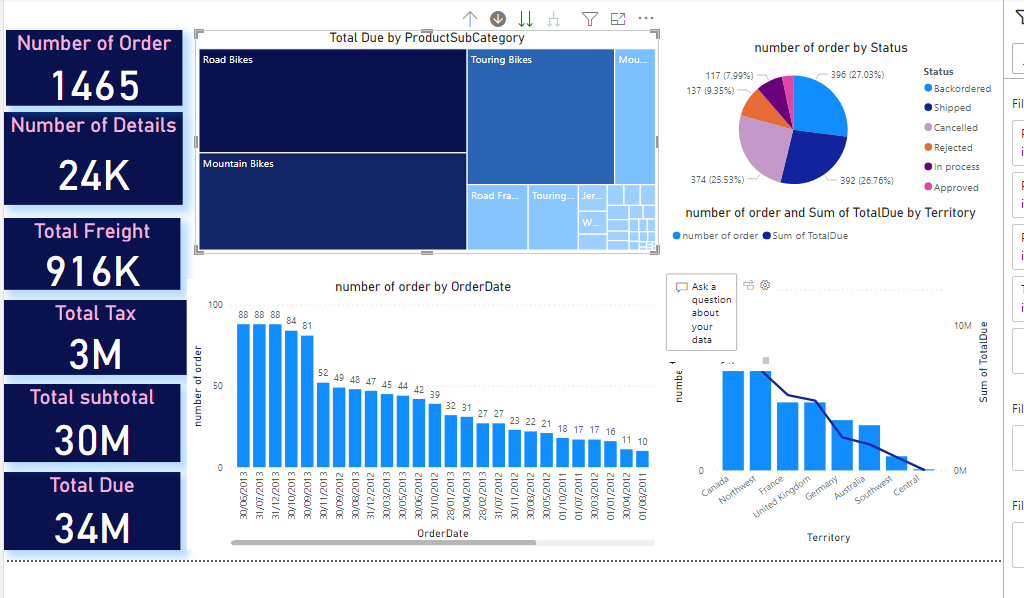 Number of Order
1465
Number of Details
24K
Total Freight
916K
Total Tax
3M
Total subtotal
30M
Total Due
34M
Total Due by ProductSubCategory
Road Bikes
Mountain Bikes
Touring Bikes
Mou...
Road Fra...
Touring...
Jer...
W...
number of order by Status
117 (7.99%)
137 (9.35%)
374 (25.53%)
396 (27.03%)
392 (26.76%)
Status
Backordered
Shipped
Cancelled
Rejected
In process
Approved
number of order by OrderDate
number of order
100
50
0
88 88 88 84 81 52 49 48 47 45 44 42 39 32 31 27 27 23 22 21 18 17 17 16 11 10
30/06/2013
31/07/2013
31/12/2013
30/10/2013
30/09/2013
30/11/2013
30/09/2012
30/08/2013
31/12/2012
30/03/2013
30/05/2013
30/10/2012
30/10/2012
28/01/2013
30/04/2013
28/02/2013
31/07/2012
30/11/2012
30/08/2012
30/05/2012
01/10/2011
01/07/2011
30/03/2012
01/01/2012
30/04/2012
01/08/2011
OrderDate
number of order and Sum of TotalDue by Territory
number of order
Sum of TotalDue
Ask a
question
about
your
data
numbe
0
10M
0M
Sum of TotalDue
Canada
Northwest
France
United Kingdom
Germany
Australia
Southwest
Central
Territory
Fil
Fil
Fil